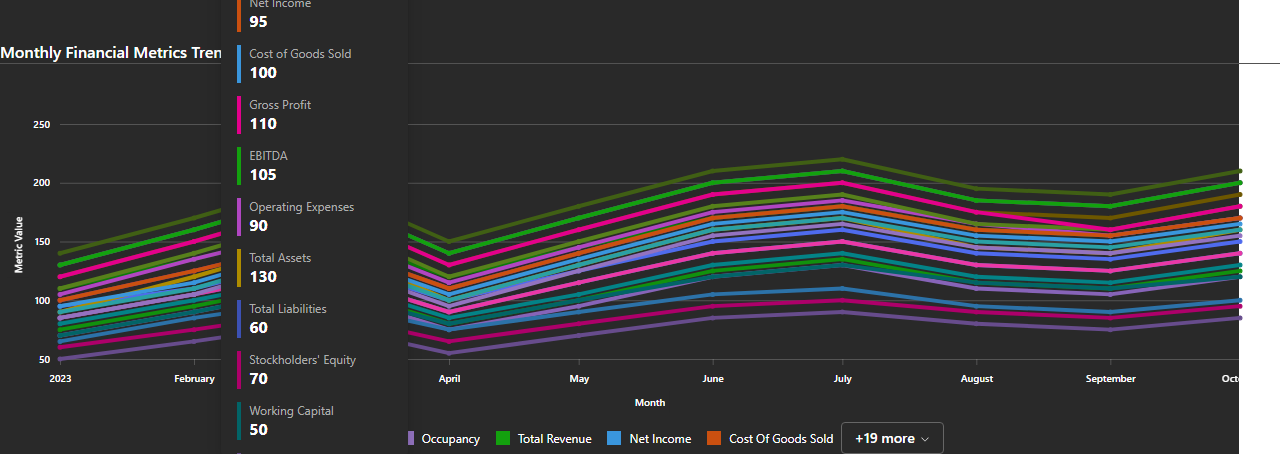 Net Income
95
Cost of Goods Sold
100
Gross Profit
110
EBITDA
105
Operating Expenses
90
Total Assets
130
Total Liabilities
60
Stockholders' Equity
70
Working Capital
50
Monthly Financial Metrics Tren
Metric Value
250
200
150
100
50
2023
February
April
May
June
July
August
September
Octo
Month
Occupancy
Total Revenue
Net Income
Cost Of Goods Sold
+19 more